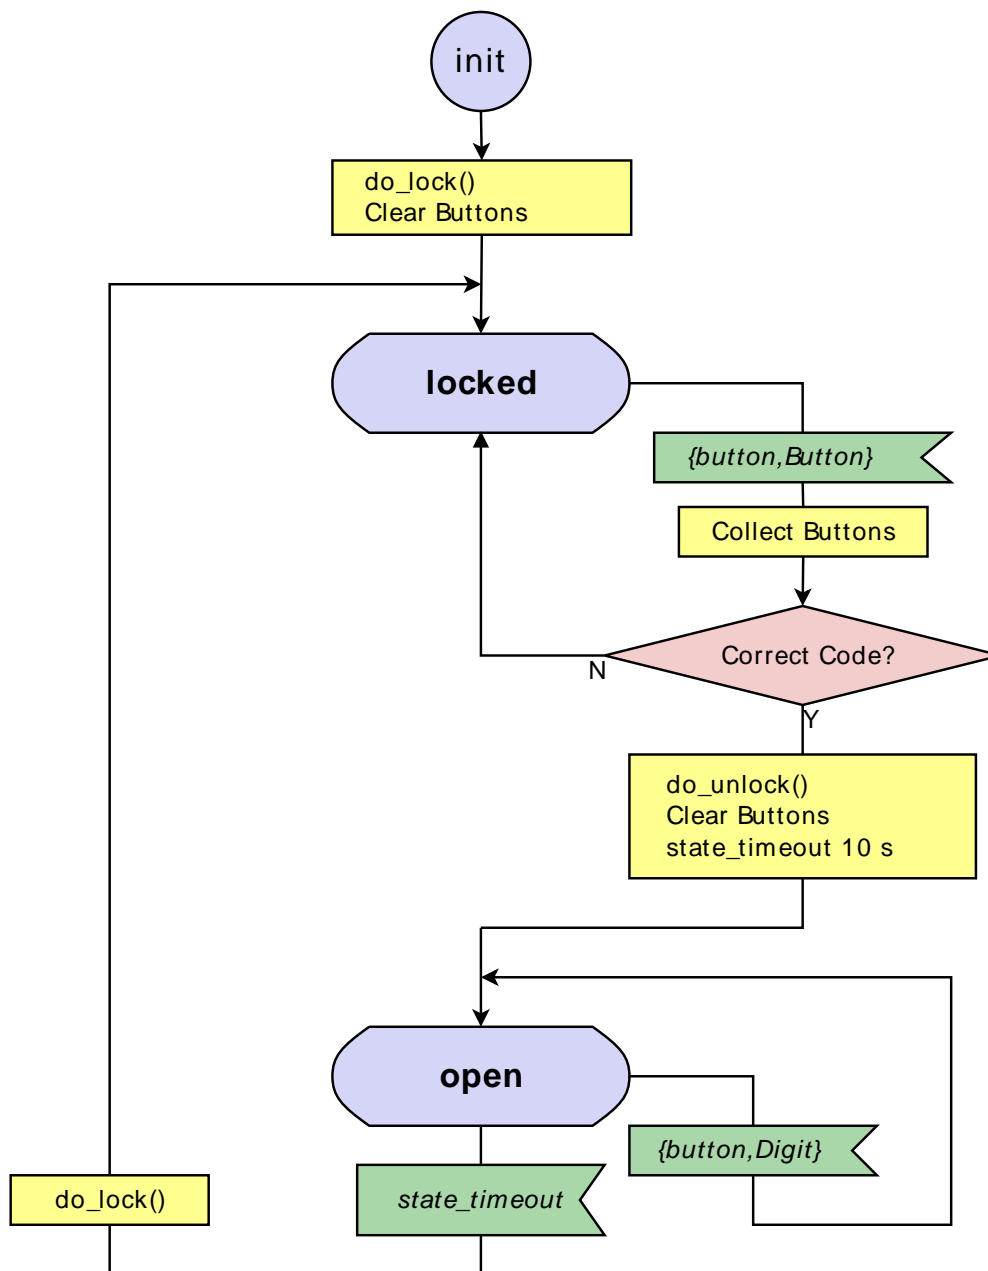 init
do_lock()
Clear Buttons
locked
{button,Button}
Collect Buttons
Correct Code?
N
Y
do_unlock()
Clear Buttons
state_timeout 10 s
open
{button,Digit}
do_lock()
state_timeout